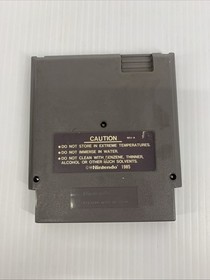 CAUTION
•DO NOT STORE IN EXTREME TEMPERATURES.
•DO NOT IMMERSE IN WATER.
•DO NOT CLEAN WITH BENZENE, THINNER,
ALCOHOL OR OTHER SUCH SOLVENTS.
©Nintendo 1985